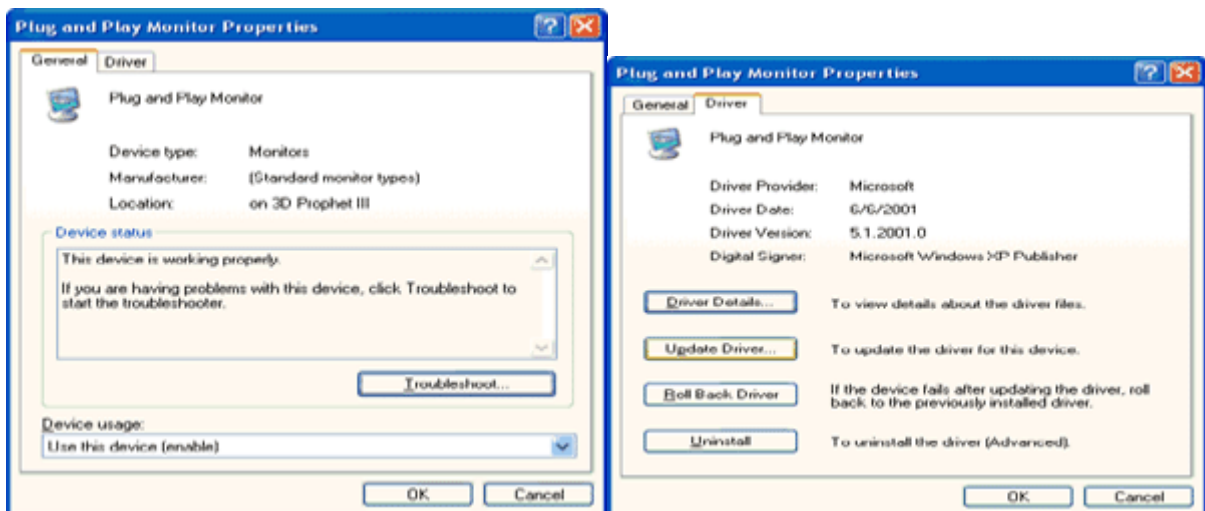 Plug and Play Monitor Properties
General Driver
Plug and Play Monitor
Device type: Monitors
Manufacturer: (Standard monitor types)
Location: on 3D Prophet III
Device status
This device is working properly.
If you are having problems with this device, click Troubleshoot to
start the troubleshooter.
Troubleshoot...
Device usage:
Use this device (enable)
OK Cancel
Plug and Play Monitor Properties
General Driver
Plug and Play Monitor
Driver Provider: Microsoft
Driver Date: 6/6/2001
Driver Version: 5.1.2001.0
Digital Signer: Microsoft Windows XP Publisher
Driver Details... To view details about the driver files.
Update Driver... To update the driver for this device.
Roll Back Driver If the device fails after updating the driver, roll
back to the previously installed driver.
Uninstall To uninstall the driver (Advanced).
OK Cancel